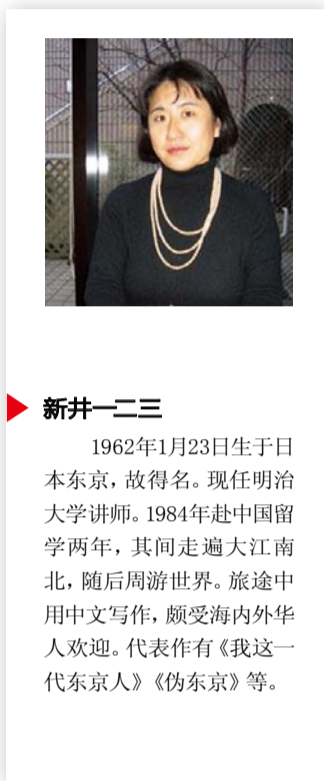 新井一二三
1962年1月23日生于日
本东京，故得名。现任明治
大学讲师。1984年赴中国留
学两年，其间走遍大江南
北，随后周游世界。旅途中
用中文写作，颇受海内外华
人欢迎。代表作有《我这一
代东京人》《伪东京》等。